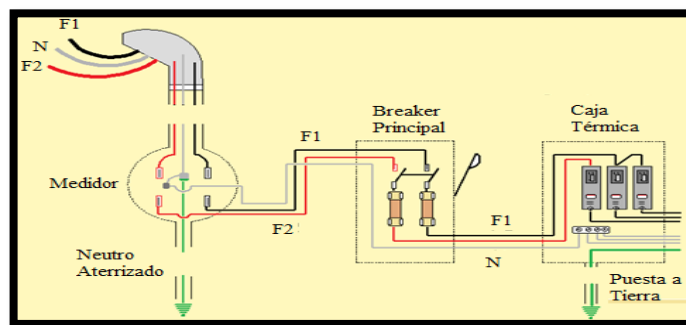 F1
N
F2
Medidor
Neutro
Aterrizado
F1
F2
Breaker
Principal
F1
N
Caja
Térmica
Puesta a
Tierra